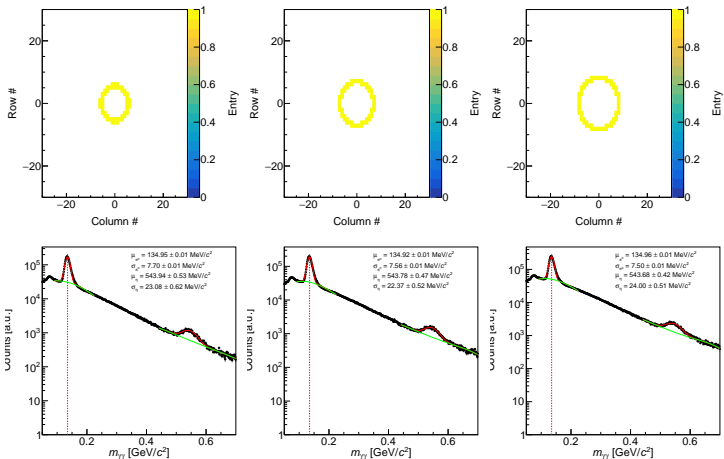 20
0
−20
Row #
−20 0 20
Column #
1
0.8
0.6
0.4
0.2
0
Entry
20
0
−20
Row #
−20 0 20
Column #
1
0.8
0.6
0.4
0.2
0
Entry
20
0
−20
Row #
−20 0 20
Column #
1
0.8
0.6
0.4
0.2
0
Entry
μπ⁰ = 134.95 ± 0.01 MeV/c²
σπ⁰ = 7.70 ± 0.01 MeV/c²
μη = 543.94 ± 0.53 MeV/c²
ση = 23.08 ± 0.62 MeV/c²
10⁵
10⁴
10³
10²
10
1
Counts [a.u.]
0.2 0.4 0.6
mγγ [GeV/c²]
μπ⁰ = 134.92 ± 0.01 MeV/c²
σπ⁰ = 7.56 ± 0.01 MeV/c²
μη = 543.78 ± 0.47 MeV/c²
ση = 22.37 ± 0.52 MeV/c²
10⁵
10⁴
10³
10²
10
1
Counts [a.u.]
0.2 0.4 0.6
mγγ [GeV/c²]
μπ⁰ = 134.96 ± 0.01 MeV/c²
σπ⁰ = 7.50 ± 0.01 MeV/c²
μη = 543.68 ± 0.42 MeV/c²
ση = 24.00 ± 0.51 MeV/c²
10⁵
10⁴
10³
10²
10
1
Counts [a.u.]
0.2 0.4 0.6
mγγ [GeV/c²]